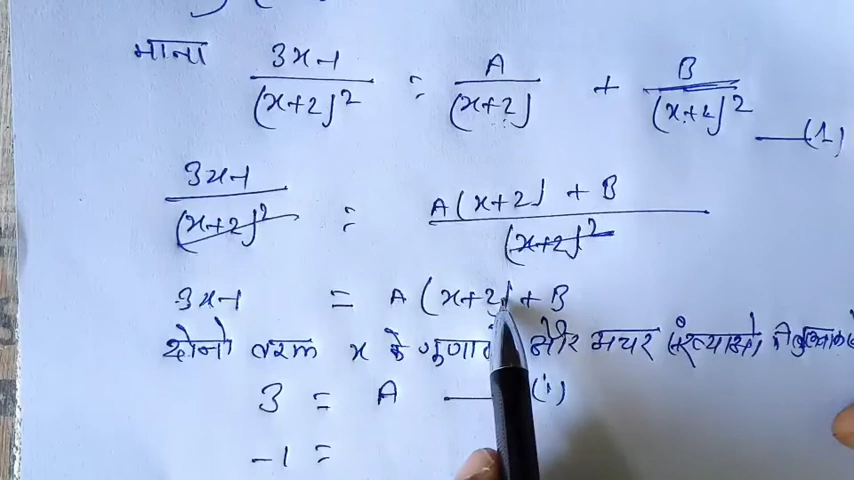 माना 3x-1/(x+2)² = A/(x+2) + B/(x+2)² —(1)
3x-1/(x+2)² = A(x+2) + B/(x+2)²
3x-1 = A(x+2) + B
दोनो तरफ x के और अचर संख्याओ की
3 = A —(1)
-1 =